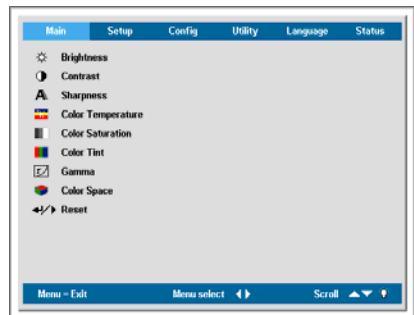 Main Setup Config Utility Language Status
Brightness
Contrast
Sharpness
Color Temperature
Color Saturation
Color Tint
Gamma
Color Space
Reset
Menu = Exit Menu select Scroll